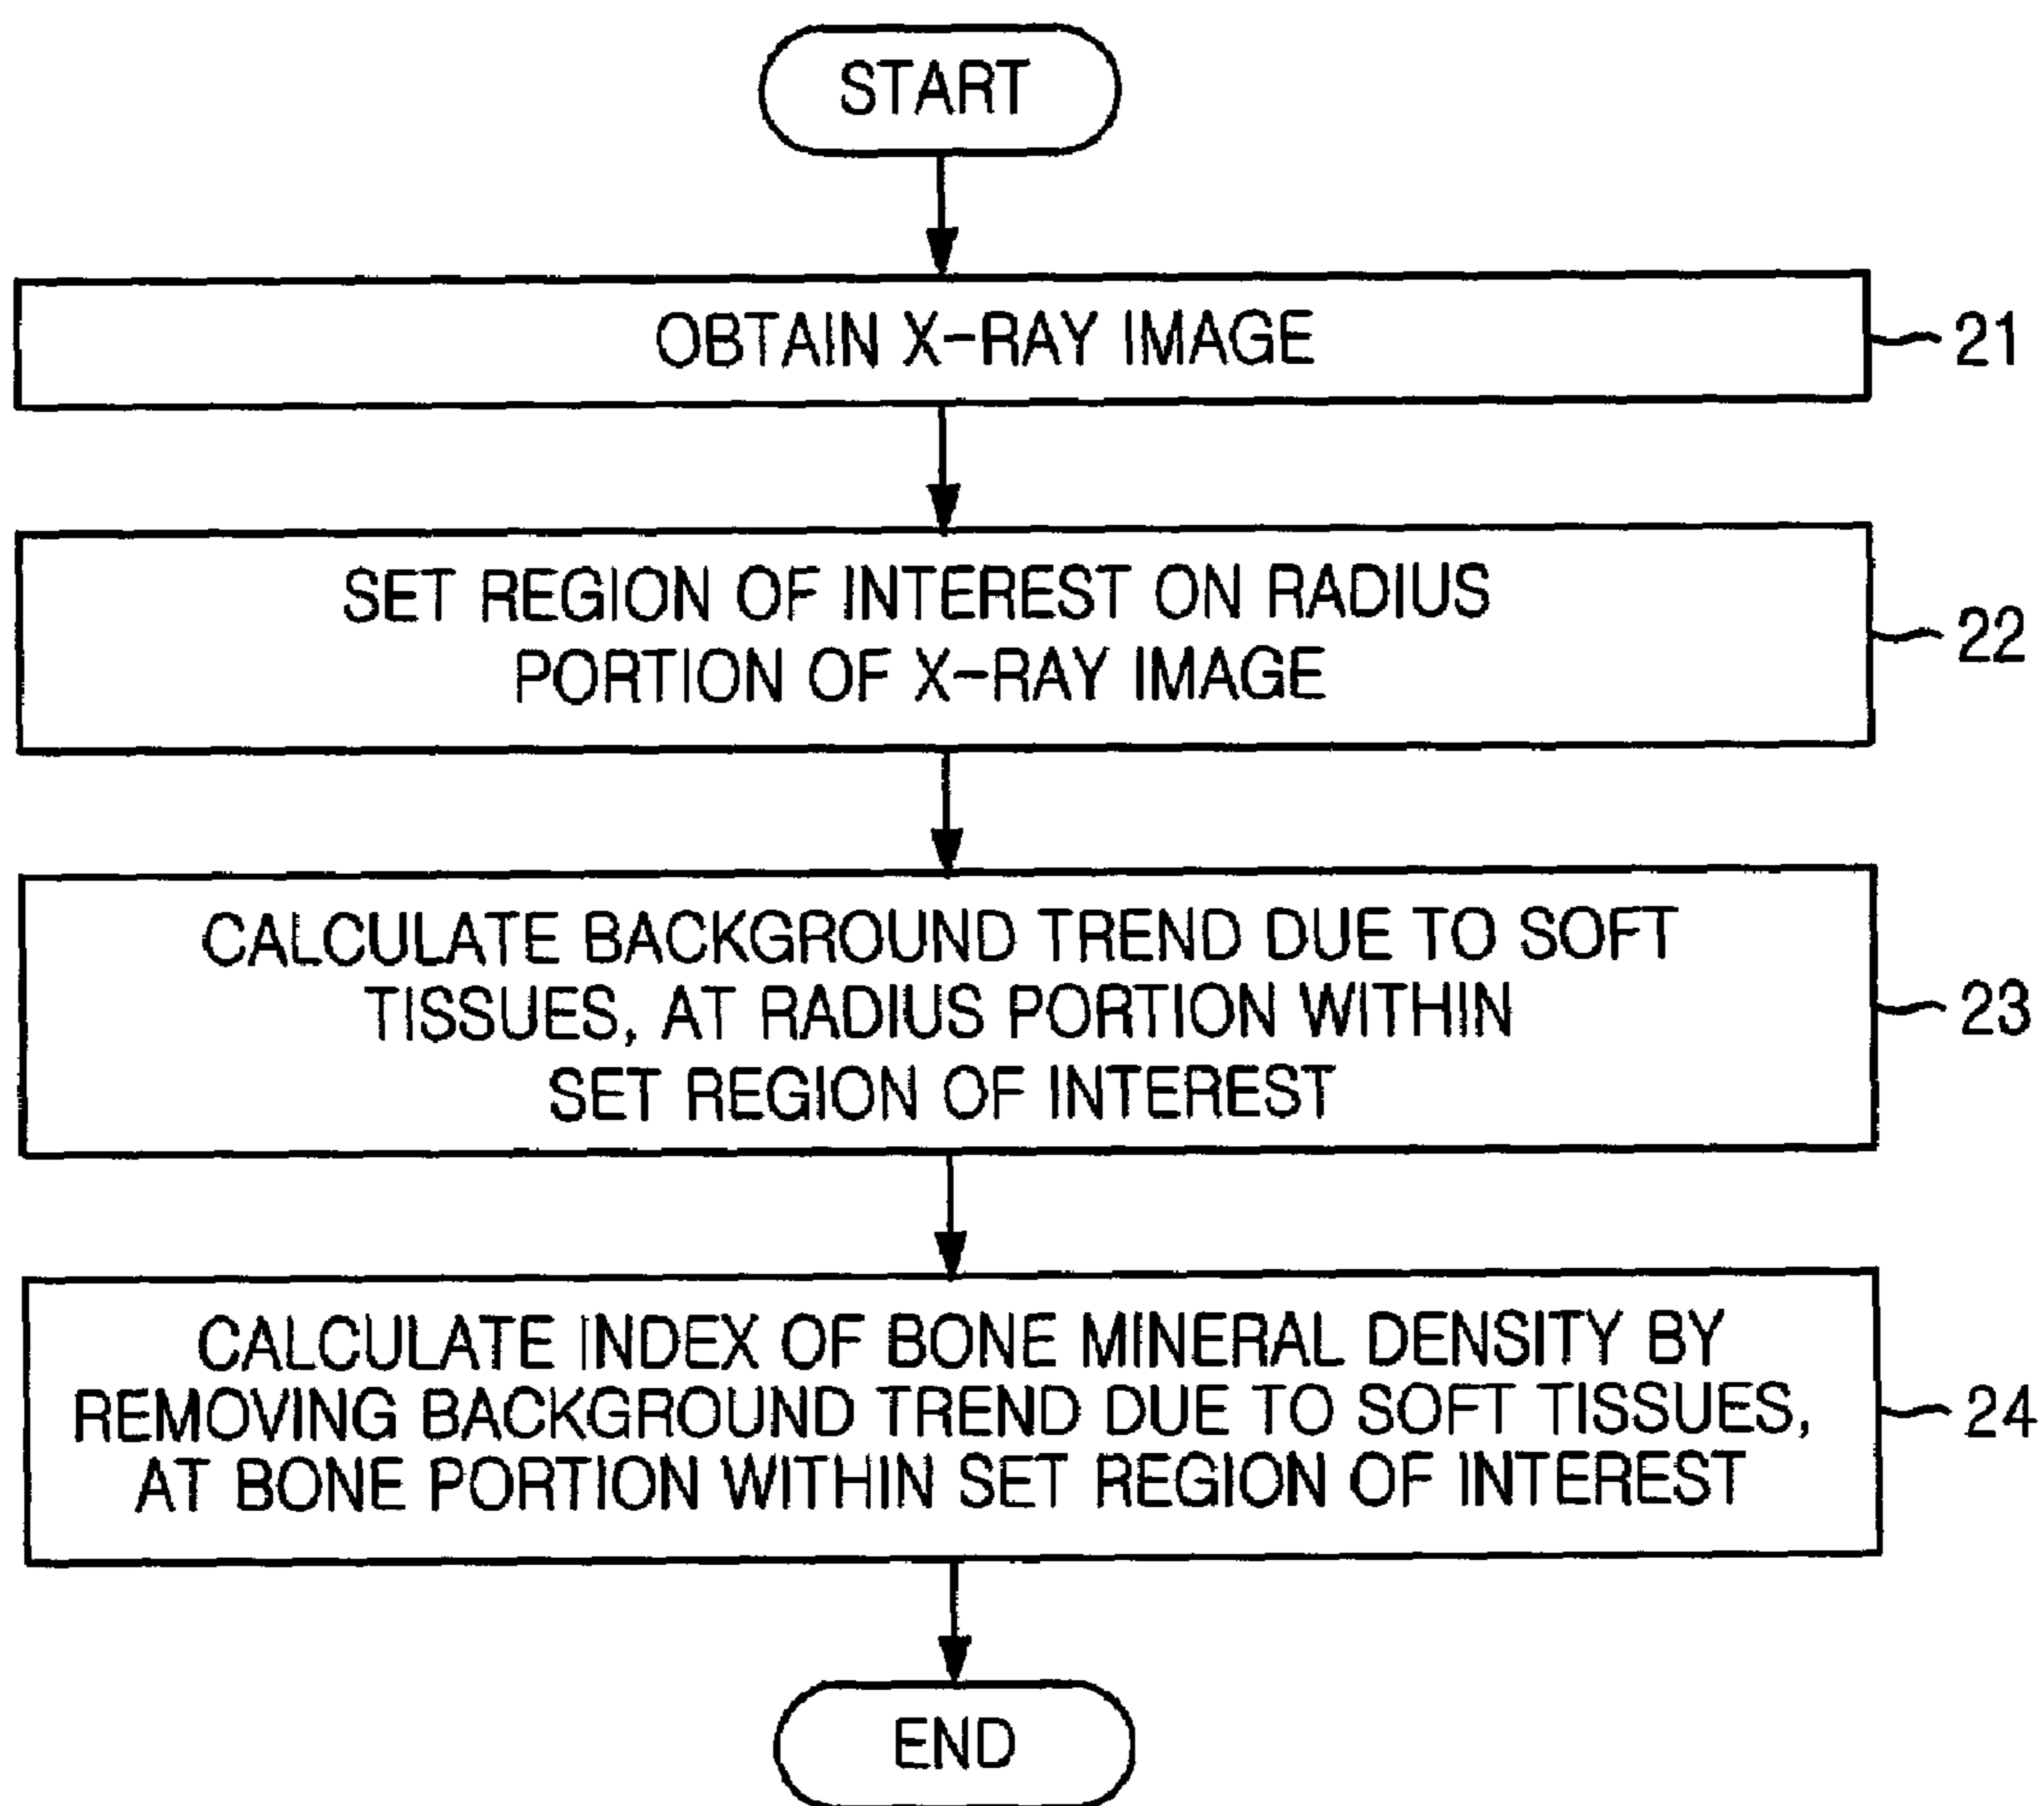 START
OBTAIN X-RAY IMAGE
21
SET REGION OF INTEREST ON RADIUS
PORTION OF X-RAY IMAGE
22
CALCULATE BACKGROUND TREND DUE TO SOFT
TISSUES, AT RADIUS PORTION WITHIN
SET REGION OF INTEREST
23
CALCULATE INDEX OF BONE MINERAL DENSITY BY
REMOVING BACKGROUND TREND DUE TO SOFT TISSUES,
AT BONE PORTION WITHIN SET REGION OF INTEREST
24
END